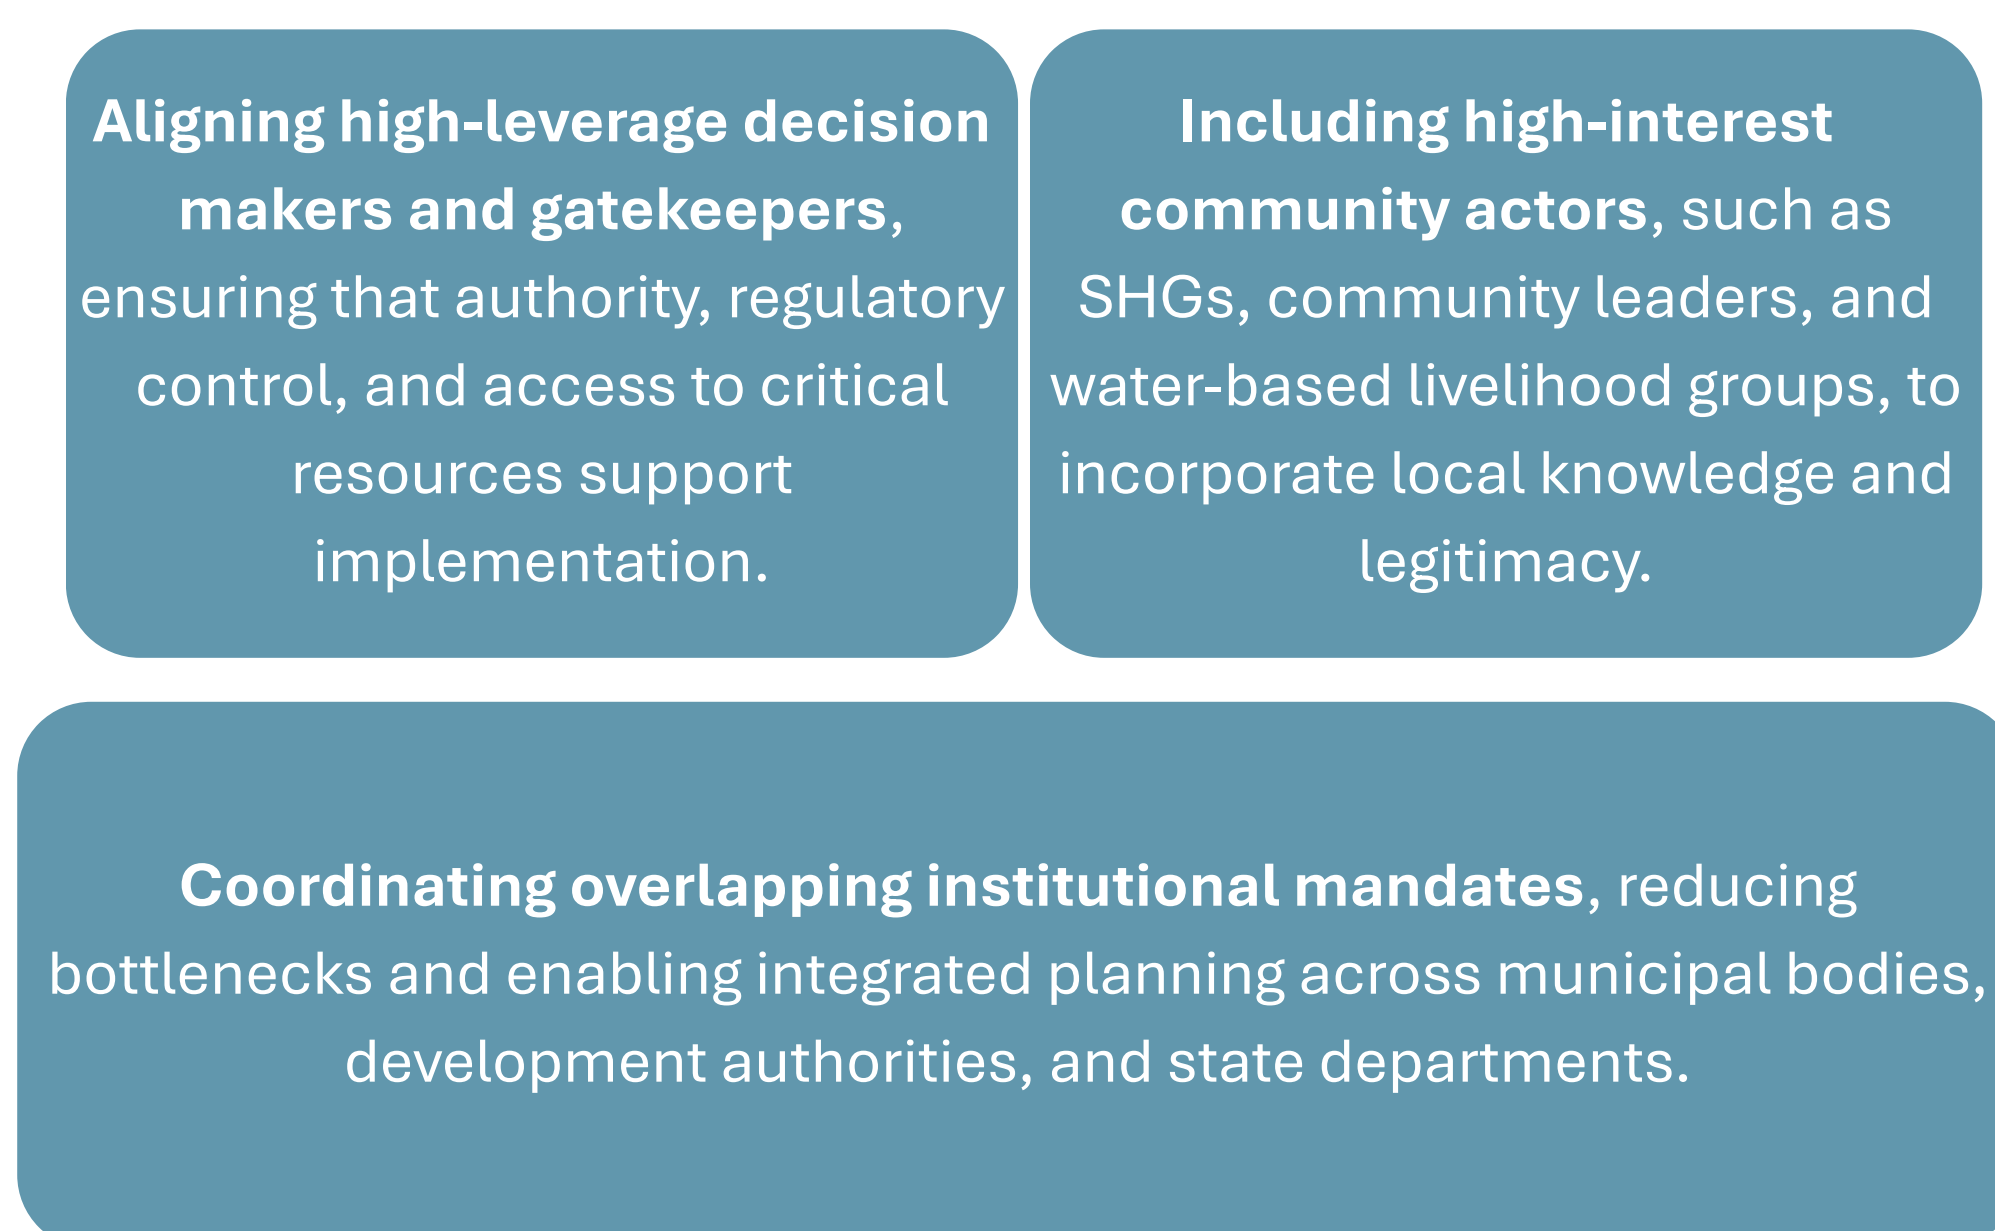 Aligning high-leverage decision
makers and gatekeepers,
ensuring that authority, regulatory
control, and access to critical
resources support
implementation.
Including high-interest
community actors, such as
SHGs, community leaders, and
water-based livelihood groups, to
incorporate local knowledge and
legitimacy.
Coordinating overlapping institutional mandates, reducing
bottlenecks and enabling integrated planning across municipal bodies,
development authorities, and state departments.